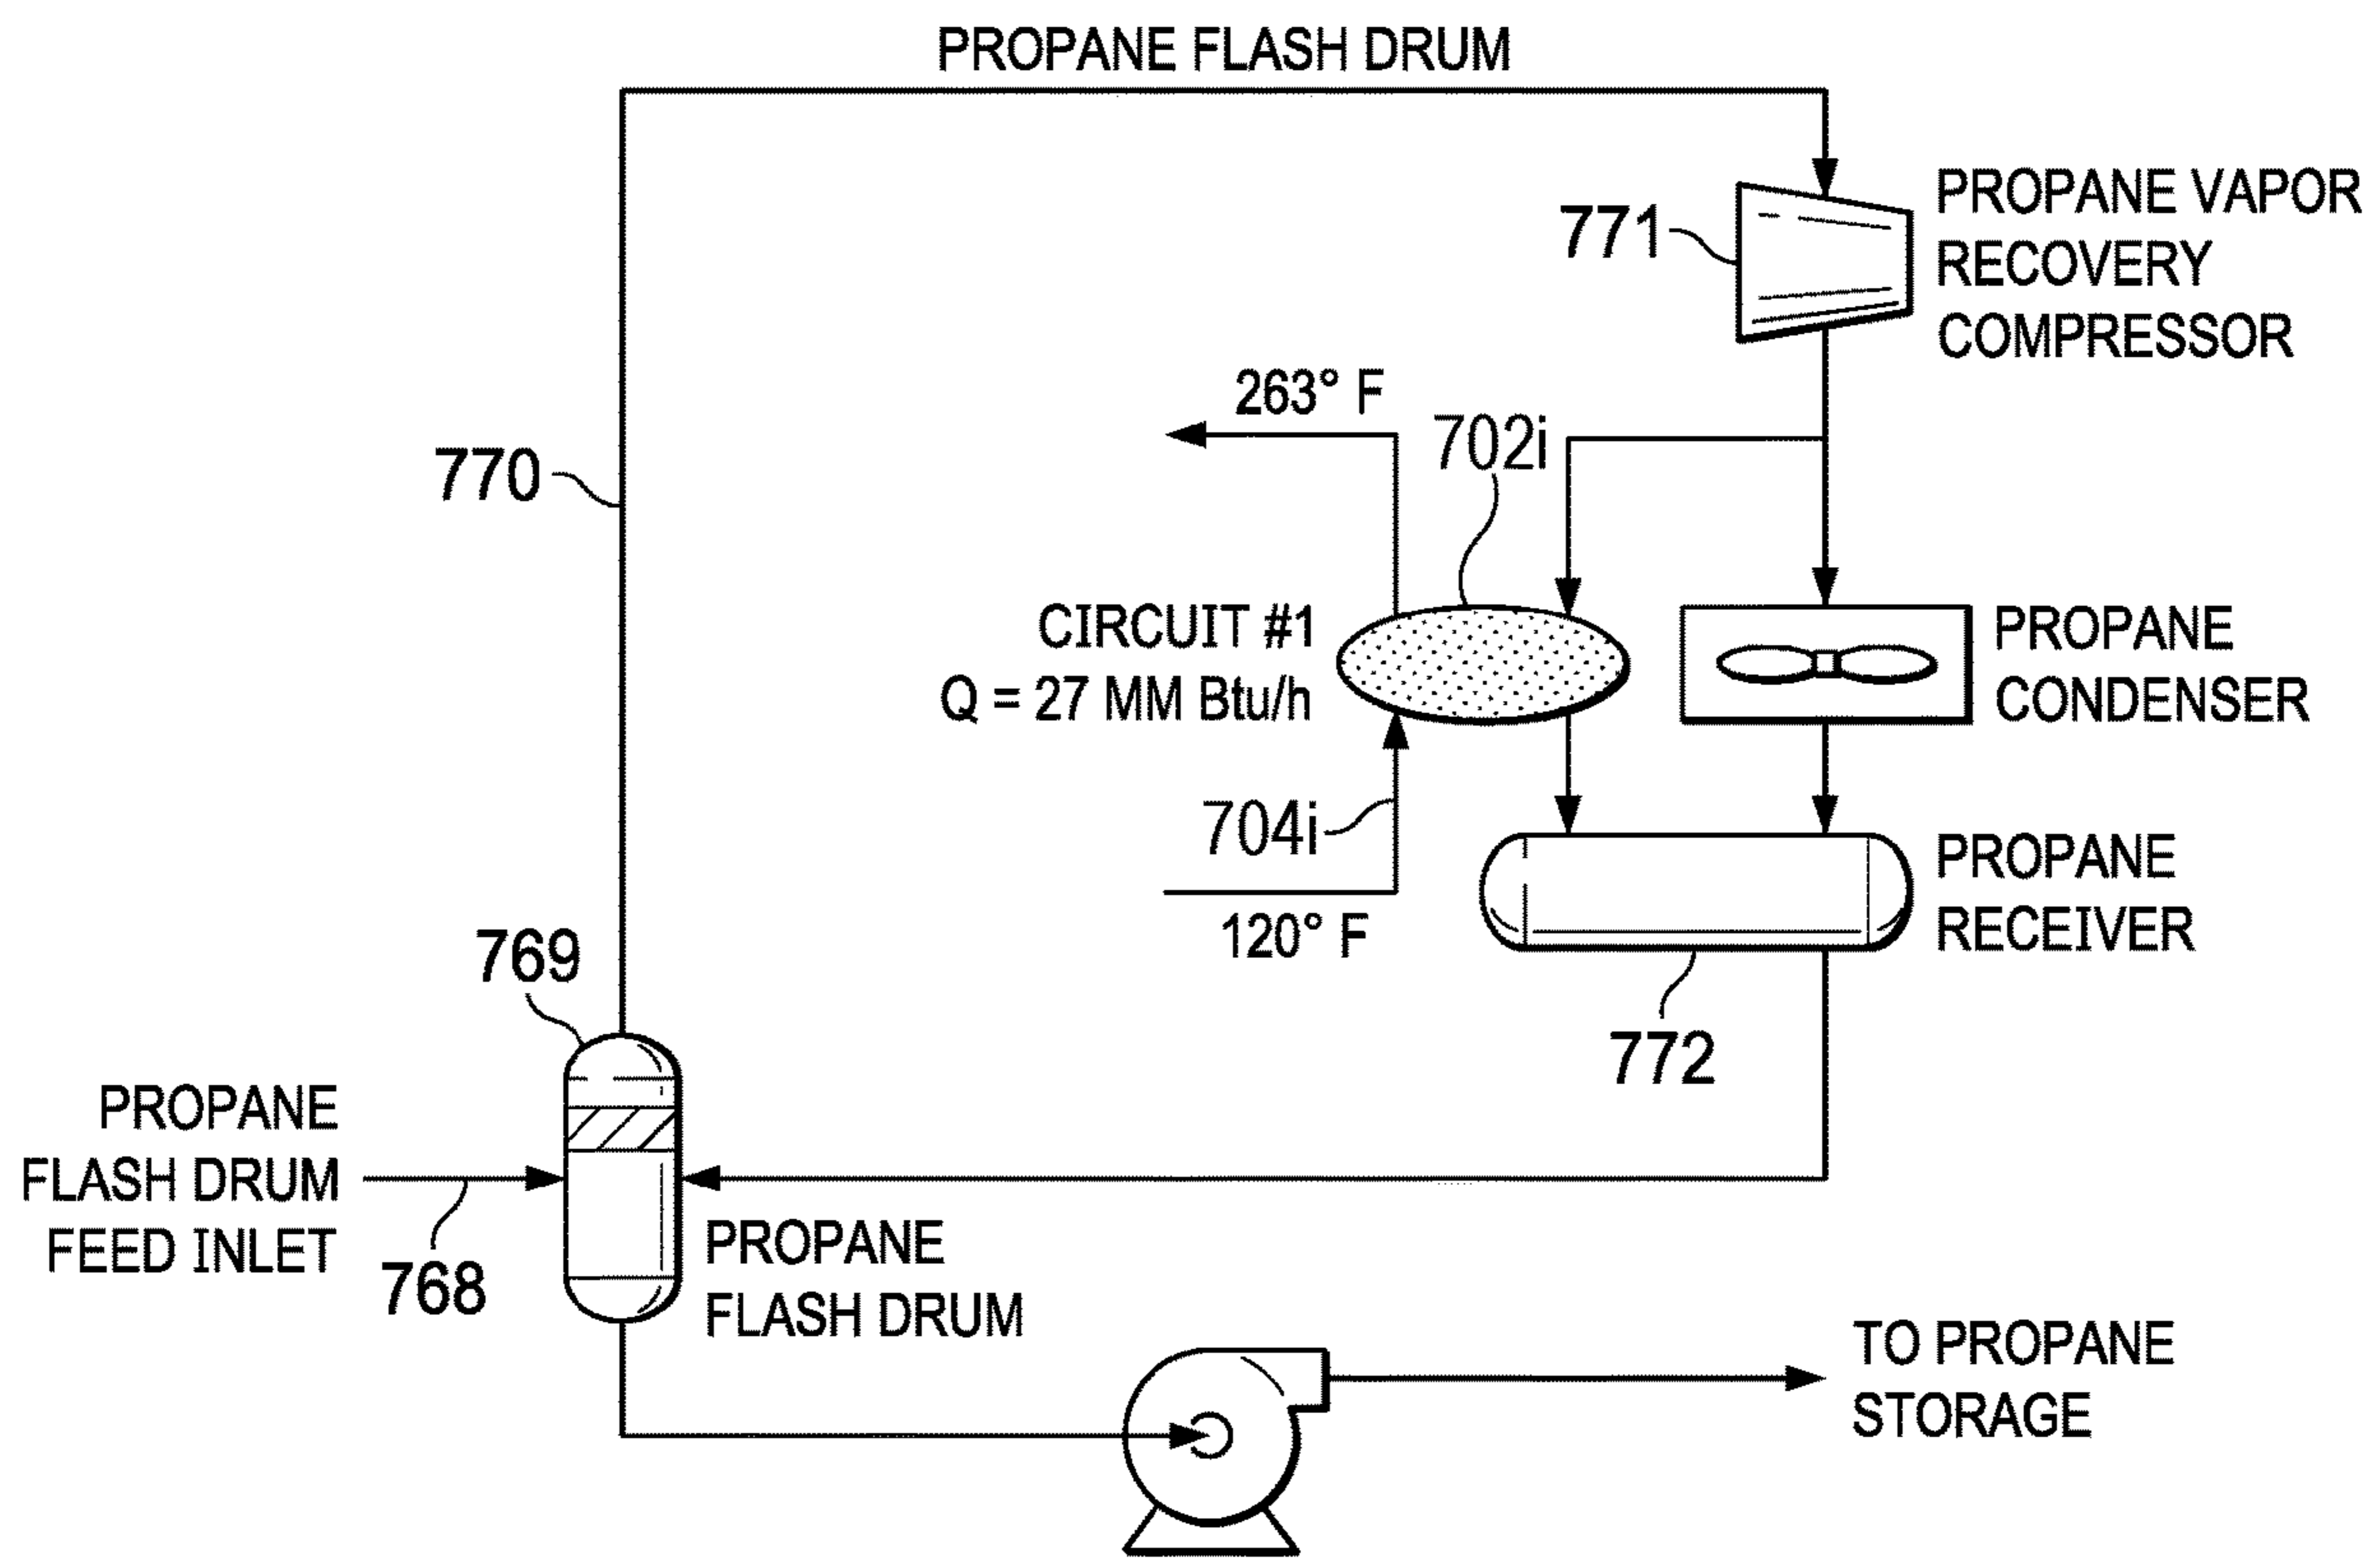 PROPANE FLASH DRUM
771
PROPANE VAPOR
RECOVERY
COMPRESSOR
263° F
702i
770
CIRCUIT #1
Q = 27 MM Btu/h
PROPANE
CONDENSER
704i
120° F
PROPANE
RECEIVER
772
769
PROPANE
FLASH DRUM
FEED INLET
768
PROPANE
FLASH DRUM
TO PROPANE
STORAGE